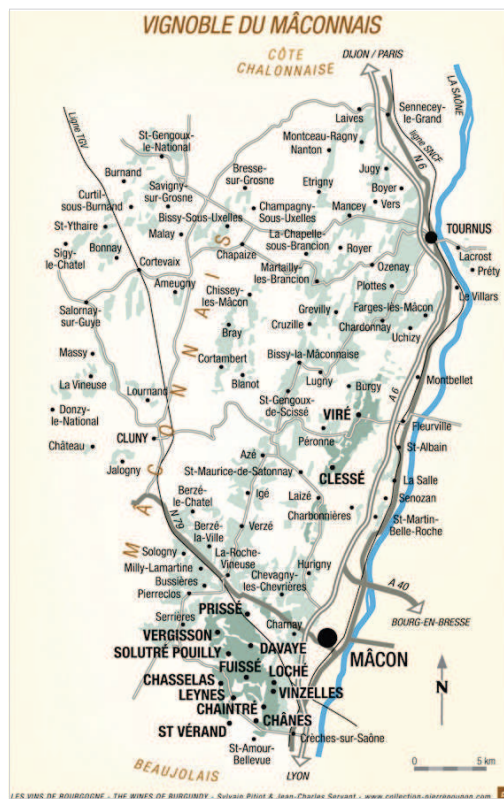 VIGNOBLE DU MÂCONNAIS
CÔTE
CHALONNAISE
DIJON / PARIS
LA SAÔNE
Ligne TGV
ligne SNCF
N 6
Laives
Sennecey-
le-Grand
St-Gengoux-
le-National
Montceau-Ragny
Nanton
Burnand
Bresse-
sur-Grosne
Jugy
Savigny-
sur-Grosne
Etrigny
Boyer
Curtil-
sous-Burnand
Vers
Champagny-
Sous-Uxelles
Mancey
Bissy-Sous-Uxelles
St-Ythaire
TOURNUS
Malay
La-Chapelle-
sous-Brancion
Royer
Bonnay
Chapaize
Lacrost
Sigy-
le-Chatel
Cortevaix
Ozenay
Préty
Martailly-
les-Brancion
Ameugny
Plottes
Chissey-
les-Mâcon
Le Villars
Salornay-
sur-Guye
Grevilly
Farges-lès-Mâcon
Cruzille
Chardonnay
Bray
Uchizy
Massy
Bissy-la-Mâconnaise
Cortambert
Lugny
Montbellet
La Vineuse
Blanot
Burgy
Lournand
St-Gengoux-
de-Scissé
A 6
Donzy-
le-National
VIRÉ
Fleurville
Péronne
CLUNY
Château
St-Albain
Azé
Jalogny
CLESSÉ
St-Maurice-de-Satonnay
La Salle
Berzé-
le-Chatel
Igé
Laizé
Senozan
Charbonnières
N 79
Berzé-
la-Ville
Verzé
St-Martin-
Belle-Roche
MÂCONNAIS
Sologny
La-Roche-
Vineuse
Milly-Lamartine
Hurigny
Bussières
Chevagny-
les-Chevrières
A 40
Pierreclos
PRISSÉ
BOURG-EN-BRESSE
Serrières
Charnay
VERGISSON
DAVAYE
MÂCON
SOLUTRÉ POUILLY
FUISSÉ
LOCHÉ
CHASSELAS
VINZELLES
LEYNES
CHAINTRÉ
N
CHÂNES
ST VÉRAND
Crèches-sur-Saône
St-Amour-
Bellevue
BEAUJOLAIS
LYON
0 5 km
LES VINS DE BOURGOGNE - THE WINES OF BURGUNDY - Sylvain Pitiot & Jean-Charles Servant - www.collection-pierrepoupon.com